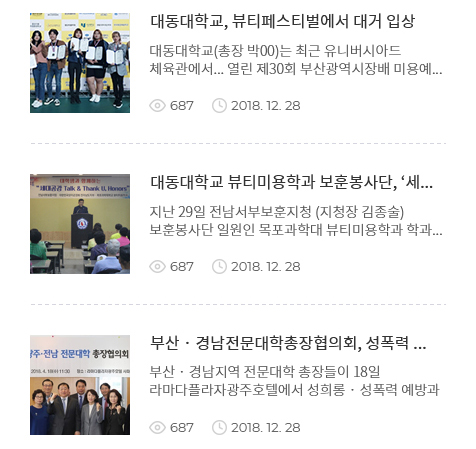 대동대학교, 뷰티페스티벌에서 대거 입상
대동대학교(총장 박00)는 최근 유니버시아드
체육관에서... 열린 제30회 부산광역시장배 미용예...
687 2018. 12. 28
"세대공감 Talk & Thank U, Honory"
대동대학교 뷰티미용학과 보훈봉사단, ‘세...
지난 29일 전남서부보훈지청 (지청장 김종술)
보훈봉사단 일원인 목포과학대 뷰티미용학과 학과...
687 2018. 12. 28
광주·전남 전문대학 총장협의회
부산 · 경남전문대학총장협의회, 성폭력 ...
부산 · 경남지역 전문대학 총장들이 18일
라마다플라자광주호텔에서 성희롱 · 성폭력 예방과
687 2018. 12. 28